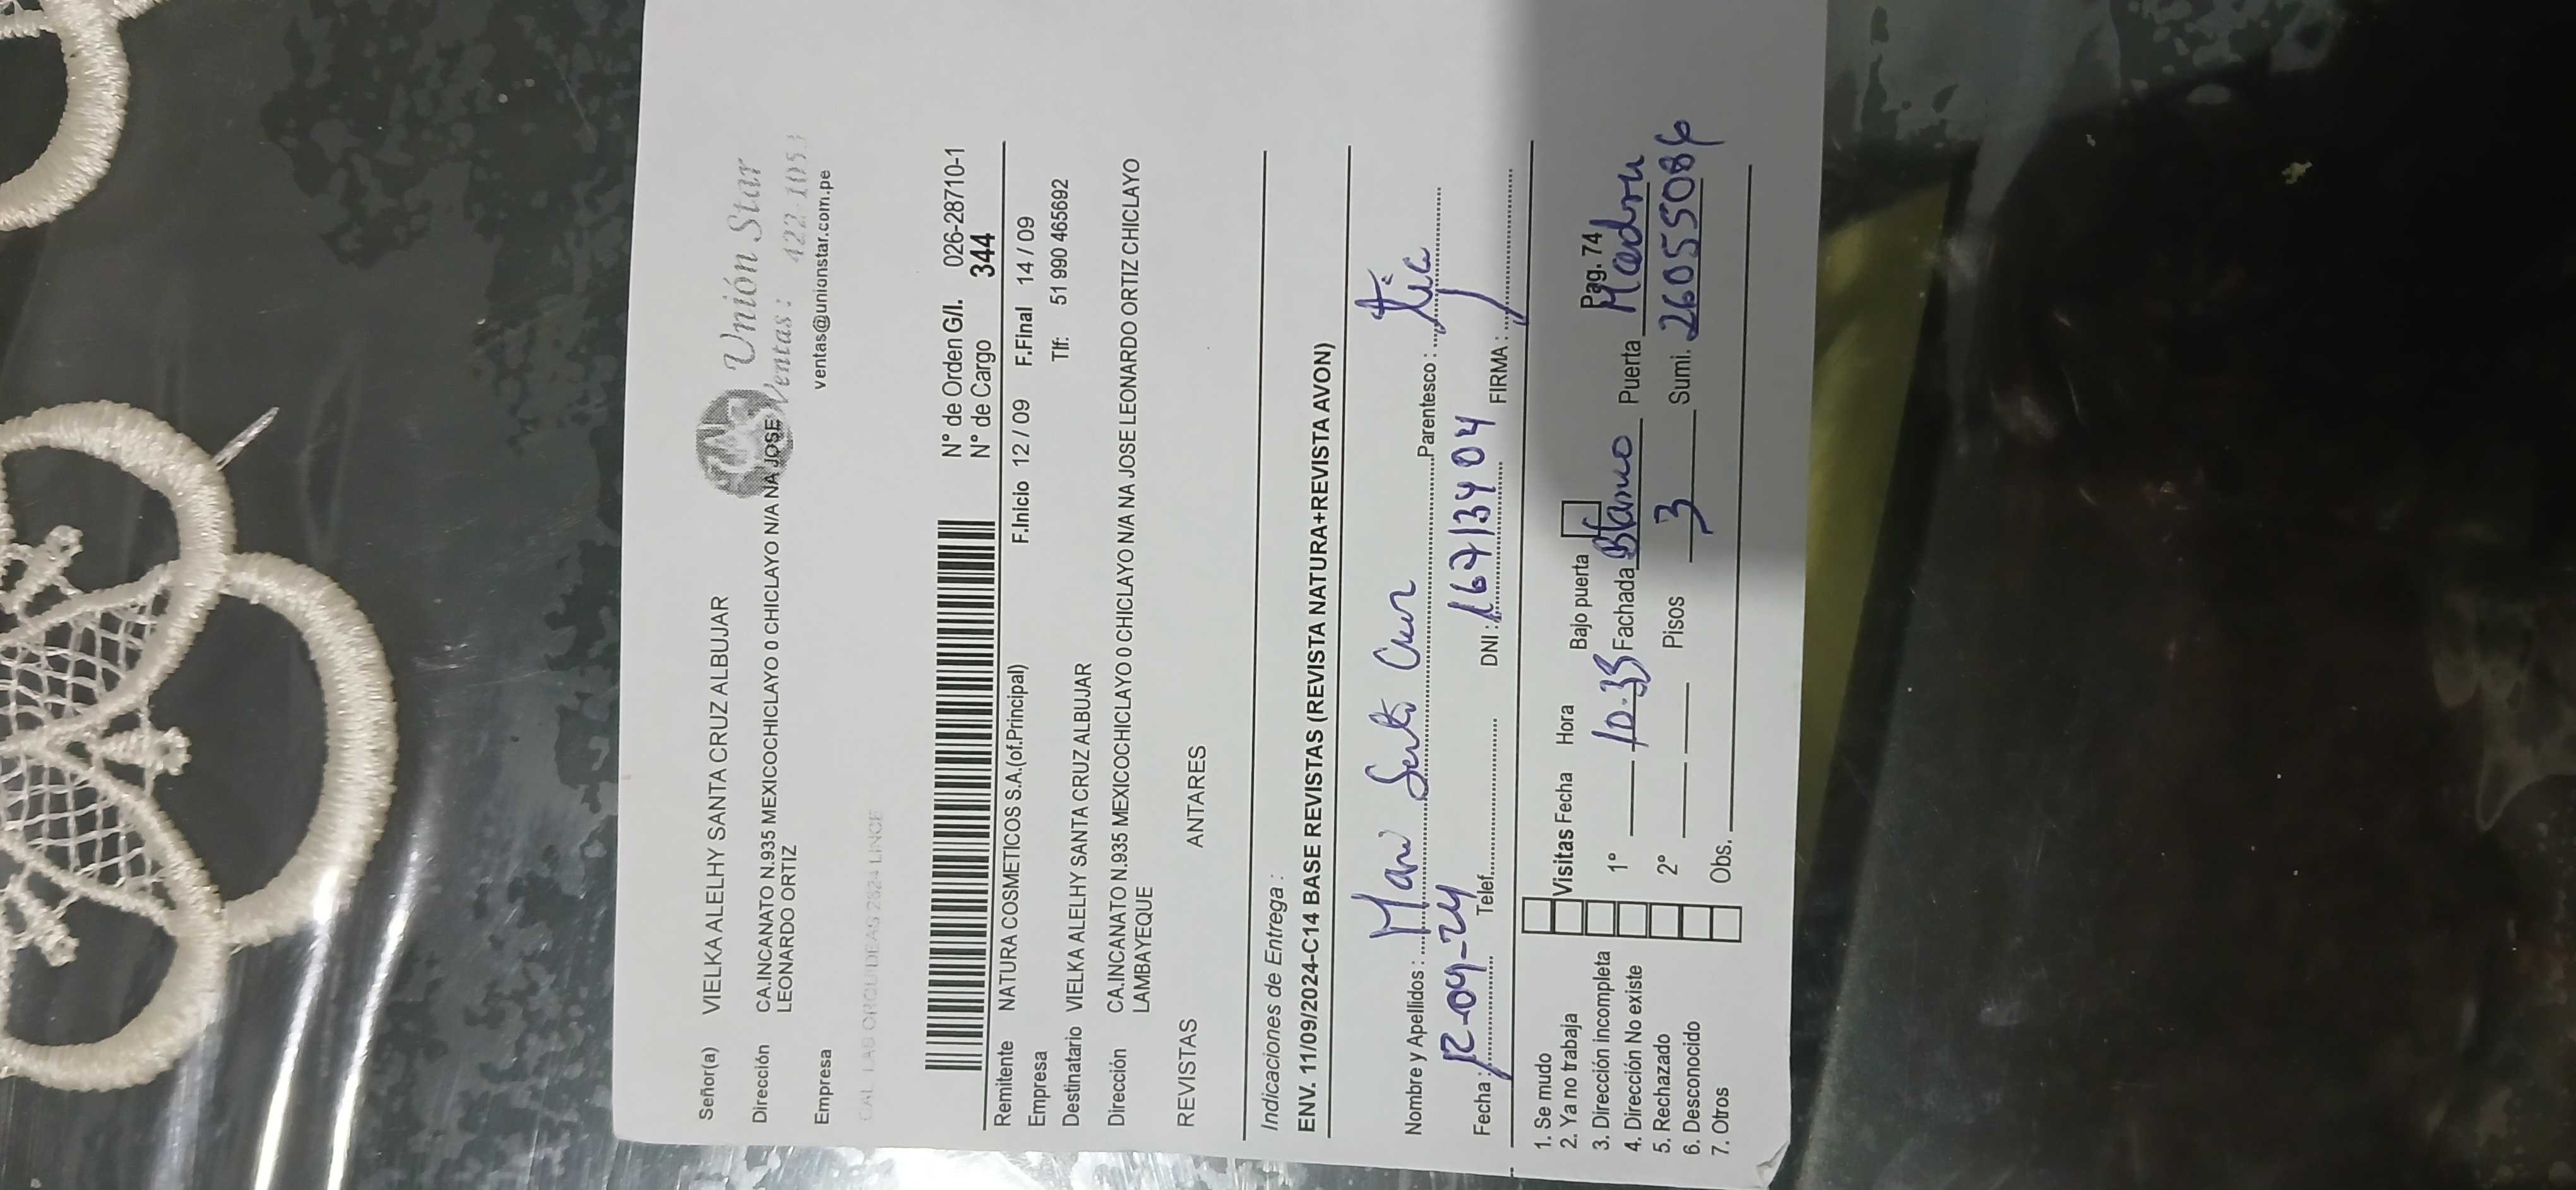 Unión Star
Ventas: 422-105
ventas@unionstar.com.pe
Señor(a) VIELKA ALELHY SANTA CRUZ ALBUJAR
Dirección CA.INCANATO N.935 MEXICOCHICLAYO 0 CHICLAYO N/A NA JOSE
LEONARDO ORTIZ
Empresa
CAL LAS ORQUIDEAS 2624 LINCE
N° de Orden G/I. 026-28710-1
N° de Cargo 344
Remitente NATURA COSMETICOS S.A.(of.Principal) F.Inicio 12 / 09 F.Final 14 / 09
Empresa Tlf: 51 990 465692
Destinatario VIELKA ALELHY SANTA CRUZ ALBUJAR
Dirección CA.INCANATO N.935 MEXICOCHICLAYO 0 CHICLAYO N/A NA JOSE LEONARDO ORTIZ CHICLAYO
LAMBAYEQUE
REVISTAS ANTARES
Indicaciones de Entrega :
ENV. 11/09/2024-C14 BASE REVISTAS (REVISTA NATURA+REVISTA AVON)
Nombre y Apellidos : Parentesco : tía
Fecha : 12-09-24 Telef. DNI : 16713404 FIRMA :
1. Se mudo
2. Ya no trabaja Visitas Fecha Hora Bajo puerta Pag. 74
3. Dirección incompleta 1° 10-35 Fachada Blanco Puerta Madera
4. Dirección No existe
5. Rechazado 2° Pisos 3 Sumi. 26055086
6. Desconocido
7. Otros Obs.